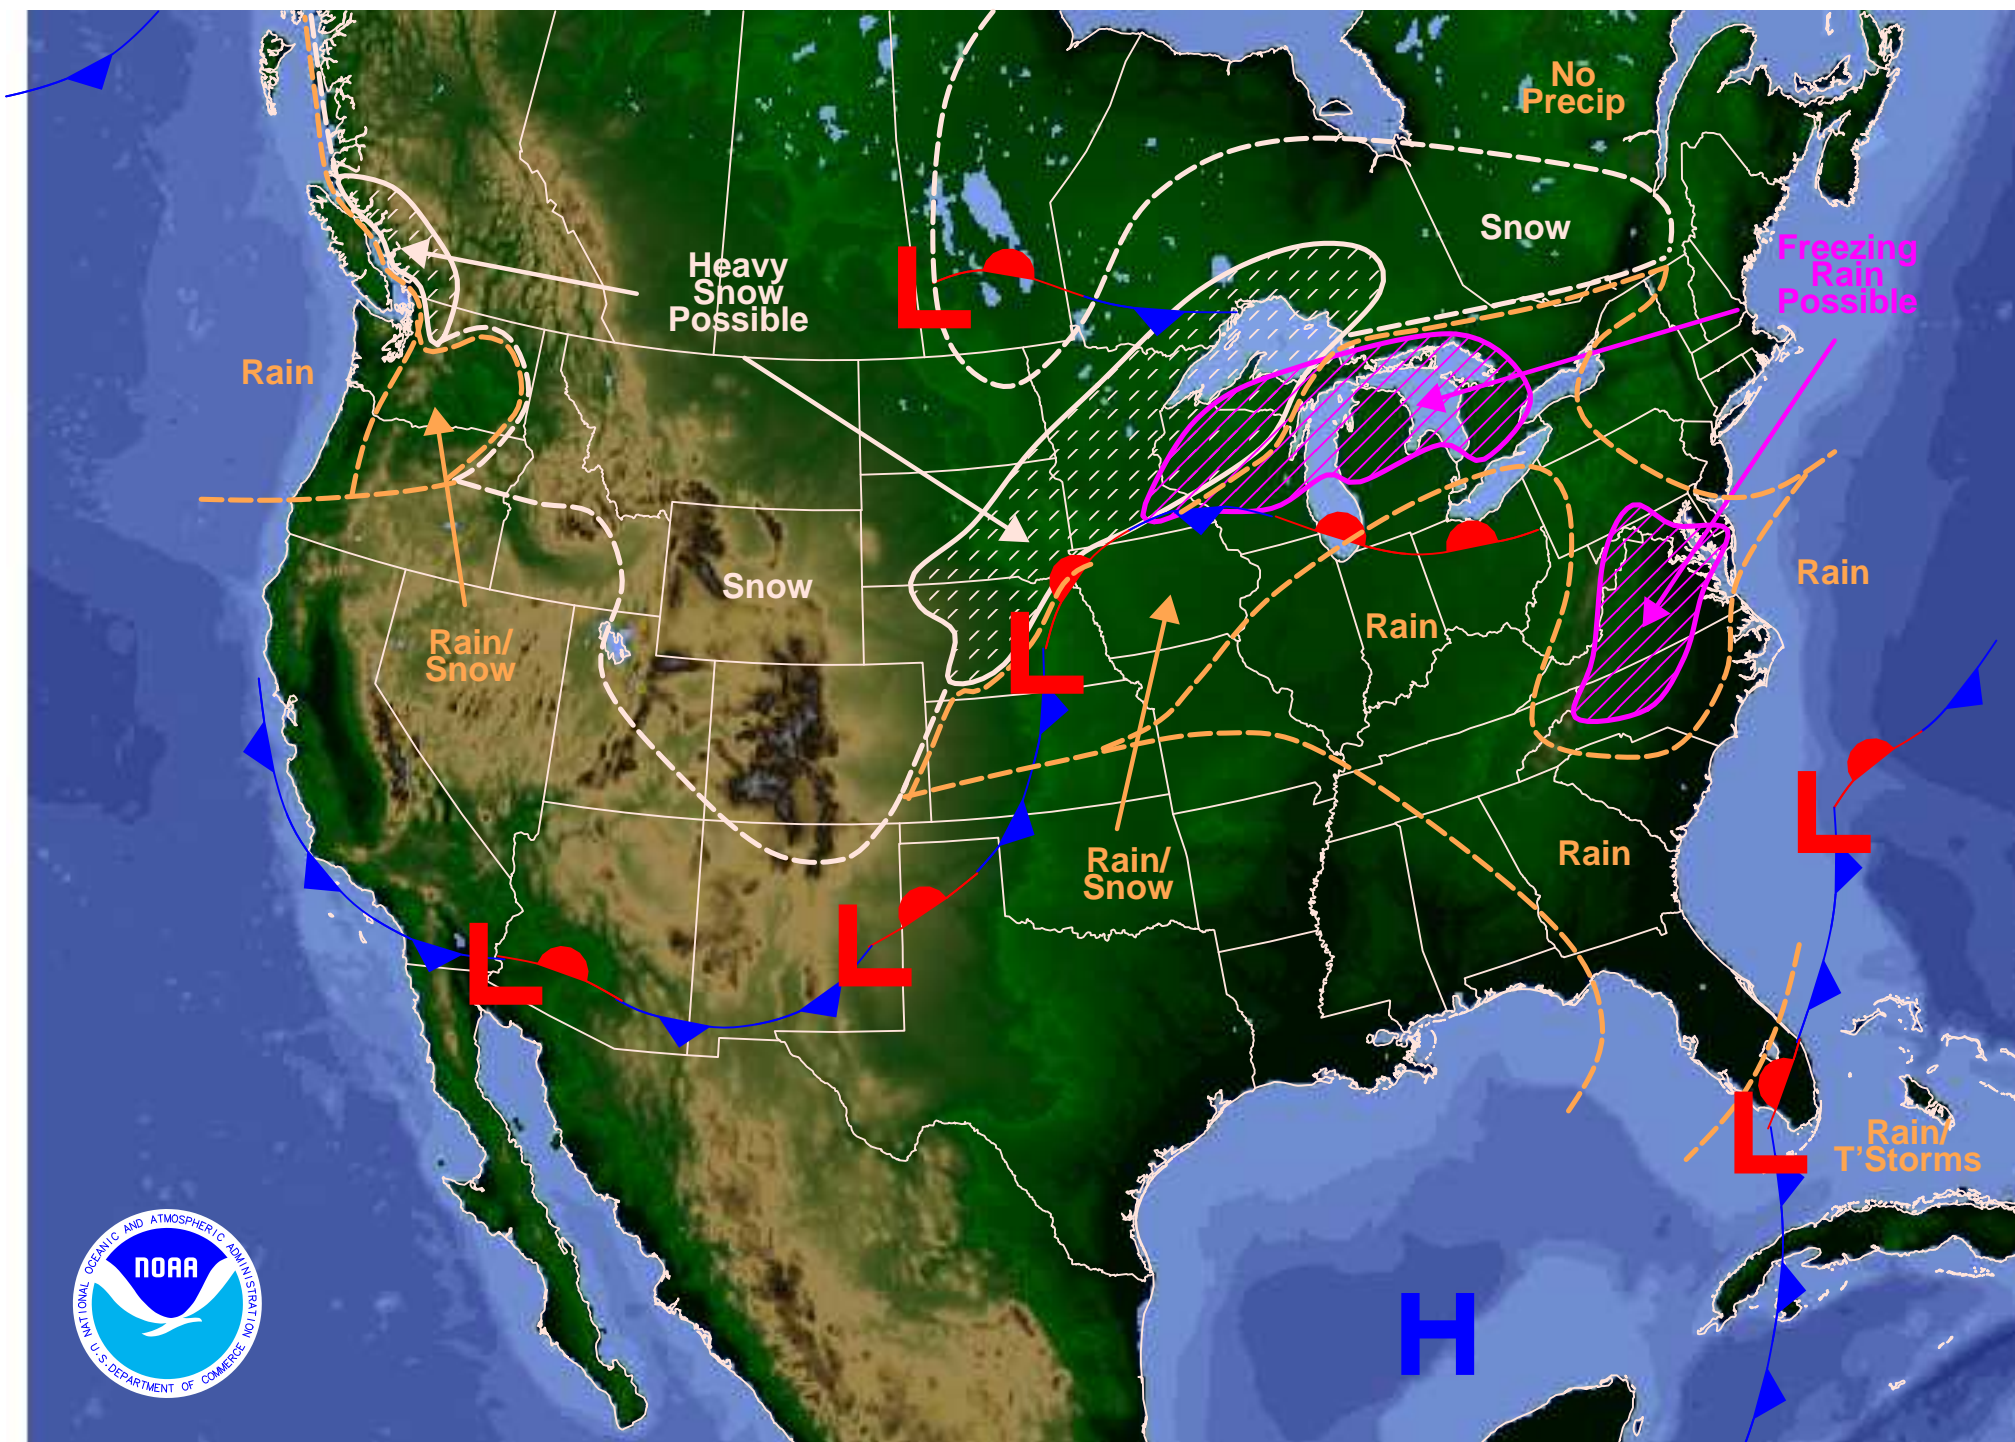 No
Precip
Snow
Freezing
Rain
Possible
Heavy
Snow
Possible
L
Rain
Snow
Rain
Rain/
Snow
L
Rain
L
Rain/
Snow
Rain
L
L
Rain/
T'Storms
L
H
NATIONAL OCEANIC AND ATMOSPHERIC ADMINISTRATION
NOAA
U.S. DEPARTMENT OF COMMERCE